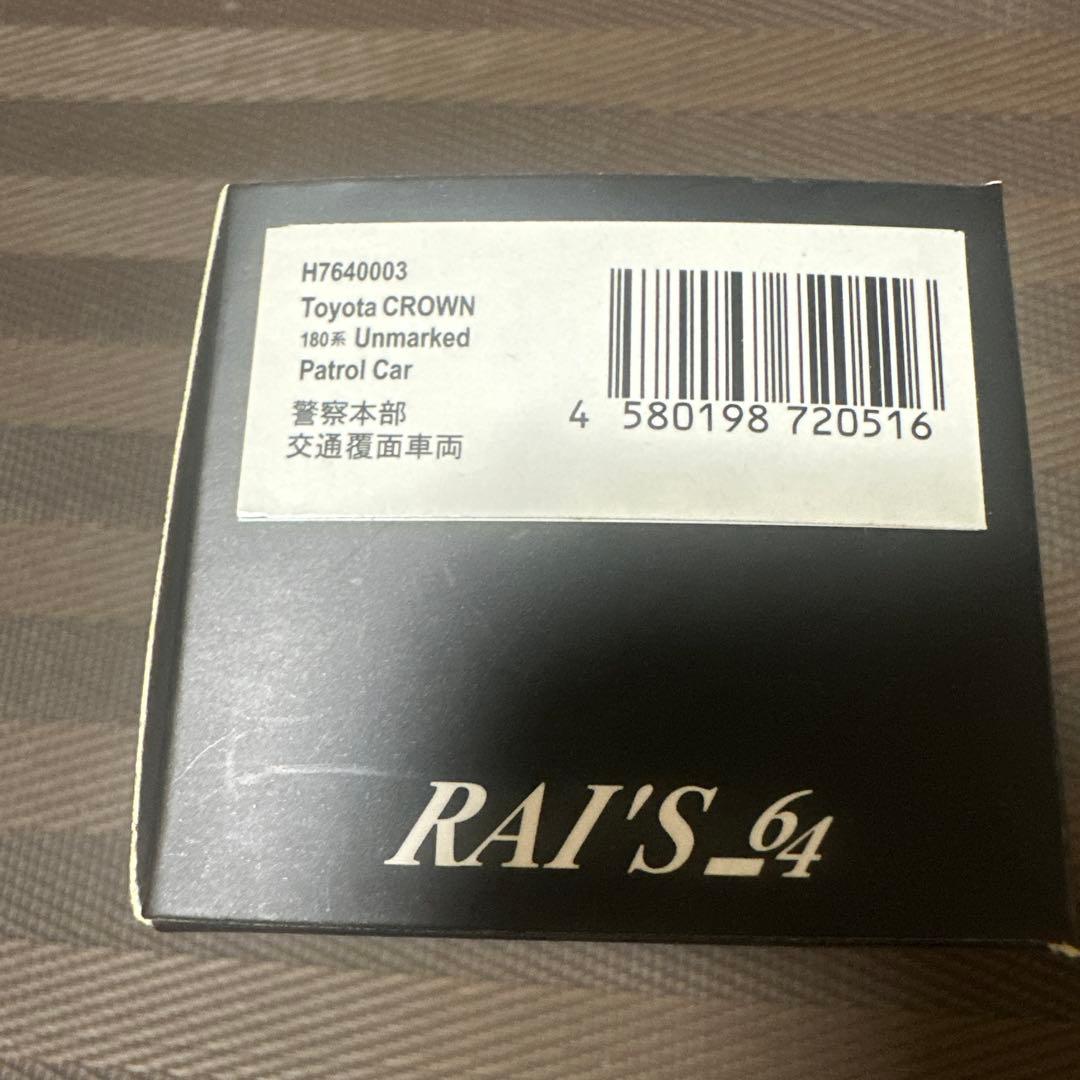 H7640003
Toyota CROWN
180系 Unmarked
Patrol Car
警察本部
交通覆面車両
4 580198 720516
RAI'S_64